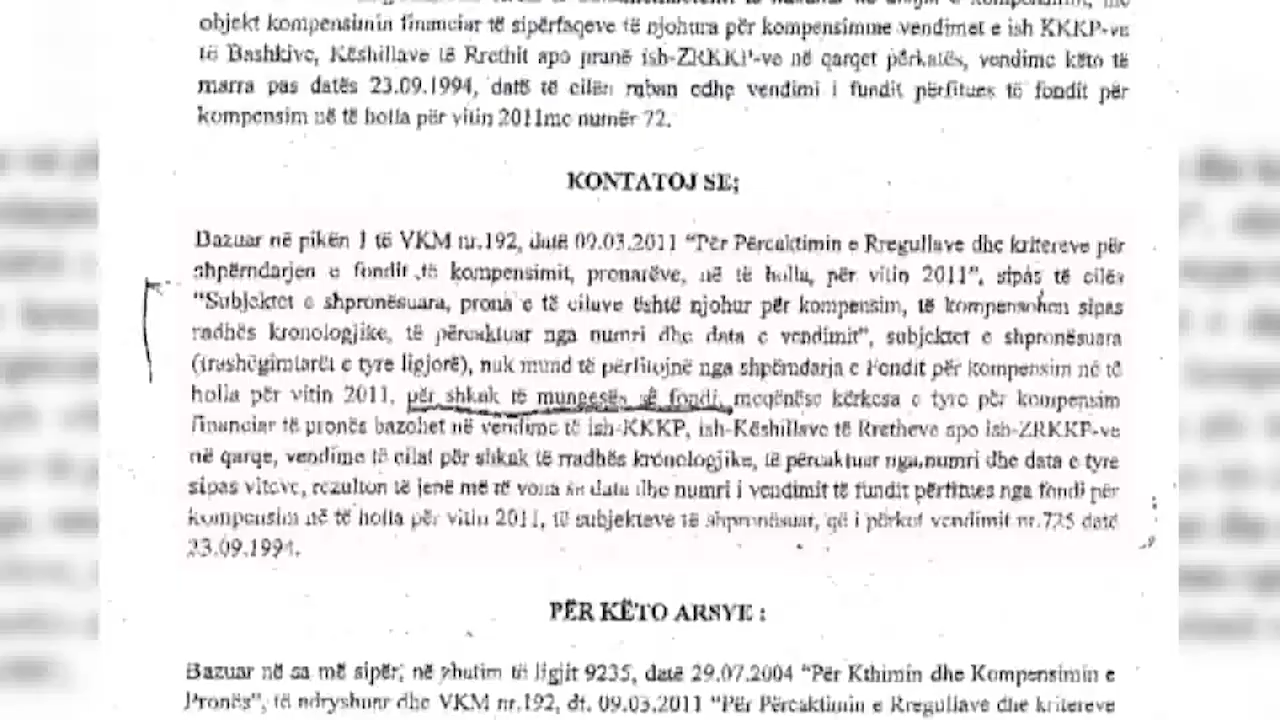 objekt kompensimin financiar të sipërfaqeve të njohura për kompensimme vendimet e ish KKKP-ve
të Bashkive, Këshillave të Rrethit apo pranë ish-ZRKKP-ve në qarqet përkatës, vendime këto të
marra pas datës 23.09.1994, datë të cilën mban edhe vendimi i fundit përfitues të fondit për
kompensim në të holla për vitin 2011me numër 72.
KONTATOJ SE;
Bazuar në pikën 1 të VKM nr.192, datë 09.03.2011 "Për Përcaktimin e Rregullave dhe kritereve për
shpërndarjen e fondit të kompensimit, pronarëve, në të holla, për vitin 2011", sipas të cilës
"Subjektet e shpronësuara, prona e të cilave është njohur për kompensim, të kompensohen sipas
radhës kronologjike, të përcaktuar nga numri dhe data e vendimit", subjektet e shpronësuara
(trashëgimtarët e tyre ligjorë), nuk mund të përfitojnë nga shpërndarja e Fondit për kompensim në të
holla për vitin 2011, për shkak të mungesës së fondi, meqënëse kërkesa e tyre për kompensim
financiar të pronës bazohet në vendime të ish-KKKP, ish-Këshillave të Rretheve apo ish-ZRKKP-ve
në qarqe, vendime të cilat për shkak të rradhës kronologjike, të përcaktuar nga numri dhe data e tyre
sipas viteve, rezulton të jenë më të vona se data dhe numri i vendimit të fundit përfitues nga fondi për
kompensim në të holla për vitin 2011, të subjekteve të shpronësuar, që i përket vendimit nr.725 datë
23.09.1994.
PËR KËTO ARSYE :
Bazuar në sa më sipër, në zbatim të ligjit 9235, datë 29.07.2004 "Për Kthimin dhe Kompensimin e
Pronës", të ndryshuar dhe VKM nr.192, dt. 09.03.2011 "Për Përcaktimin e Rregullave dhe kritereve